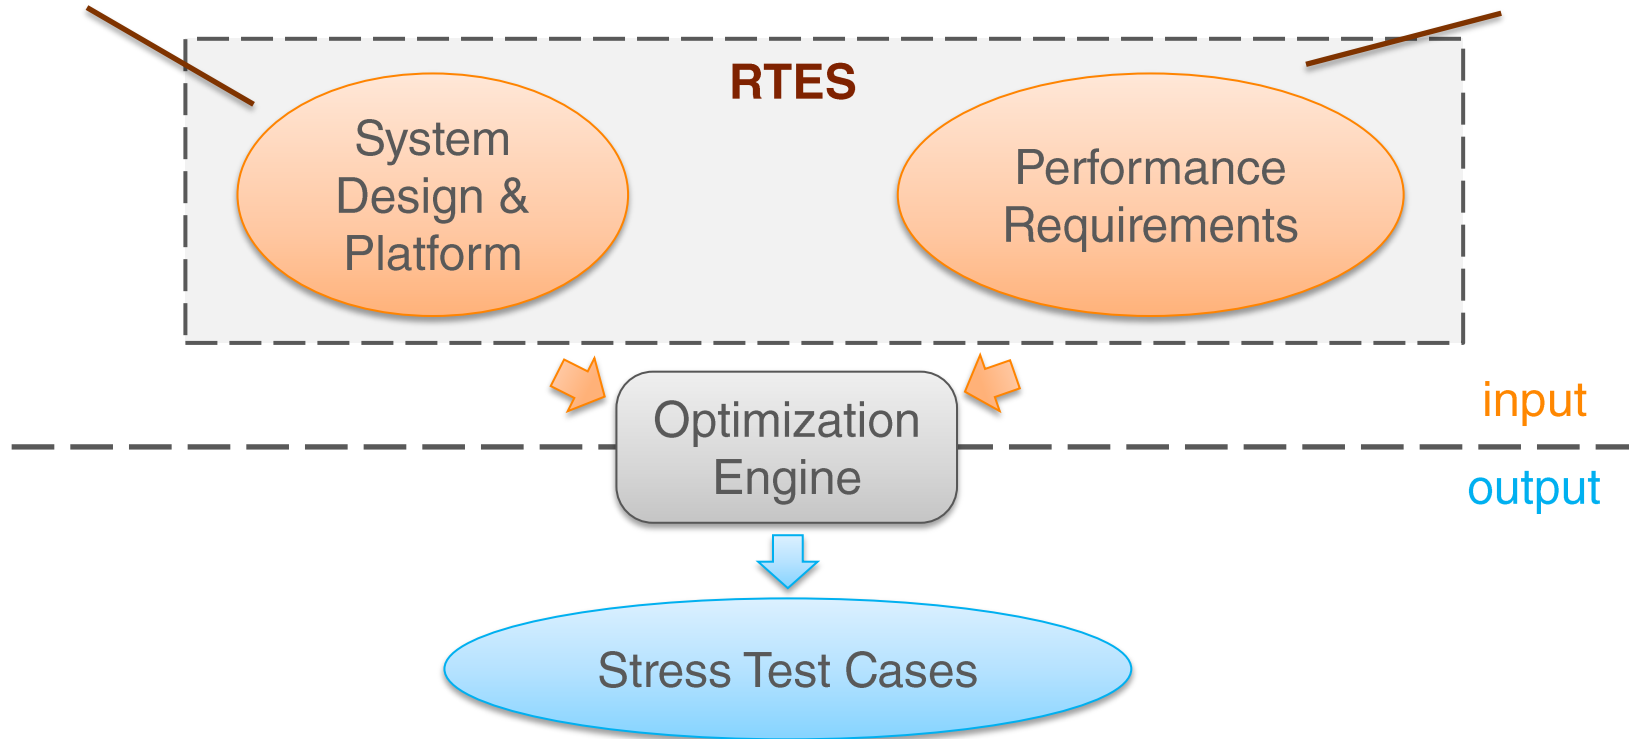 RTES
System
Design &
Platform
Performance
Requirements
Optimization
Engine
input
output
Stress Test Cases